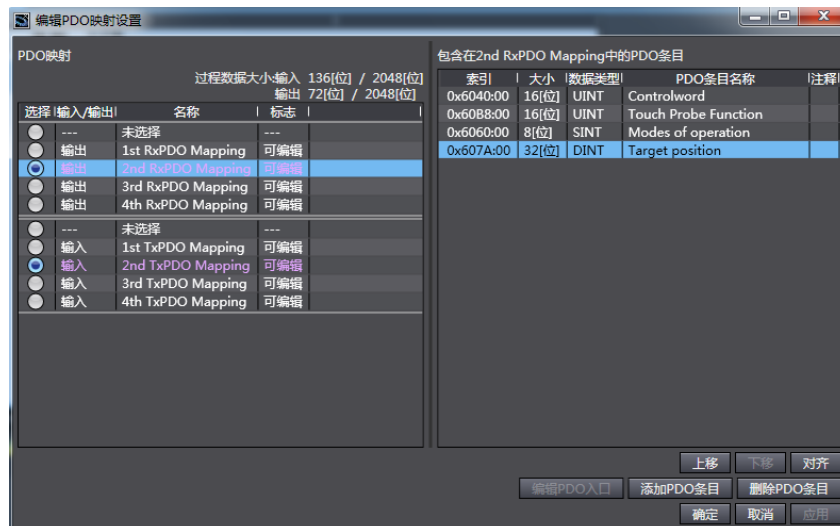 编辑PDO映射设置
PDO映射
过程数据大小:输入 136[位] / 2048[位]
输出 72[位] / 2048[位]
选择 输入/输出 名称 标志
--- 未选择 ---
输出 1st RxPDO Mapping 可编辑
输出 2nd RxPDO Mapping 可编辑
输出 3rd RxPDO Mapping 可编辑
输出 4th RxPDO Mapping 可编辑
--- 未选择 ---
输入 1st TxPDO Mapping 可编辑
输入 2nd TxPDO Mapping 可编辑
输入 3rd TxPDO Mapping 可编辑
输入 4th TxPDO Mapping 可编辑
包含在2nd RxPDO Mapping中的PDO条目
索引 大小 数据类型 PDO条目名称 注释
0x6040:00 16[位] UINT Controlword
0x60B8:00 16[位] UINT Touch Probe Function
0x6060:00 8[位] SINT Modes of operation
0x607A:00 32[位] DINT Target position
上移 下移 对齐
编辑PDO入口 添加PDO条目 删除PDO条目
确定 取消 应用